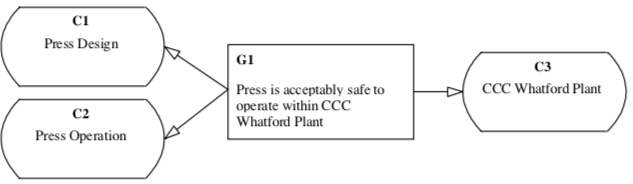 C1
Press Design
C2
Press Operation
G1
Press is acceptably safe to
operate within CCC
Whatford Plant
C3
CCC Whatford Plant